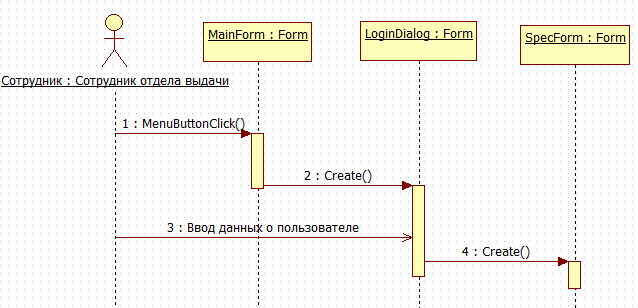 MainForm : Form
LoginDialog : Form
SpecForm : Form
Сотрудник : Сотрудник отдела выдачи
1 : MenuButtonClick()
2 : Create()
3 : Ввод данных о пользователе
4 : Create()